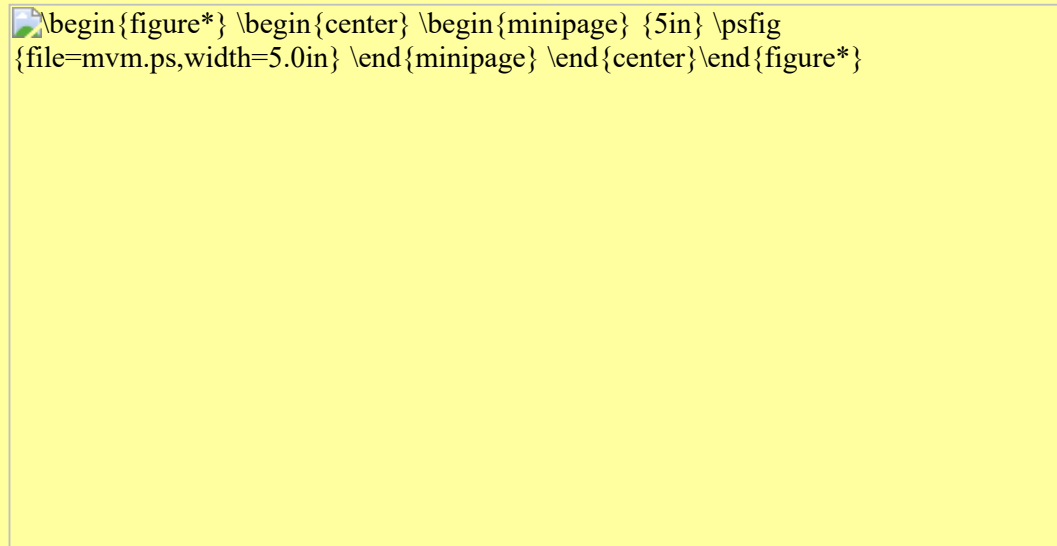 \begin{figure*} \begin{center} \begin{minipage} {5in} \psfig
{file=mvm.ps,width=5.0in} \end{minipage} \end{center}\end{figure*}